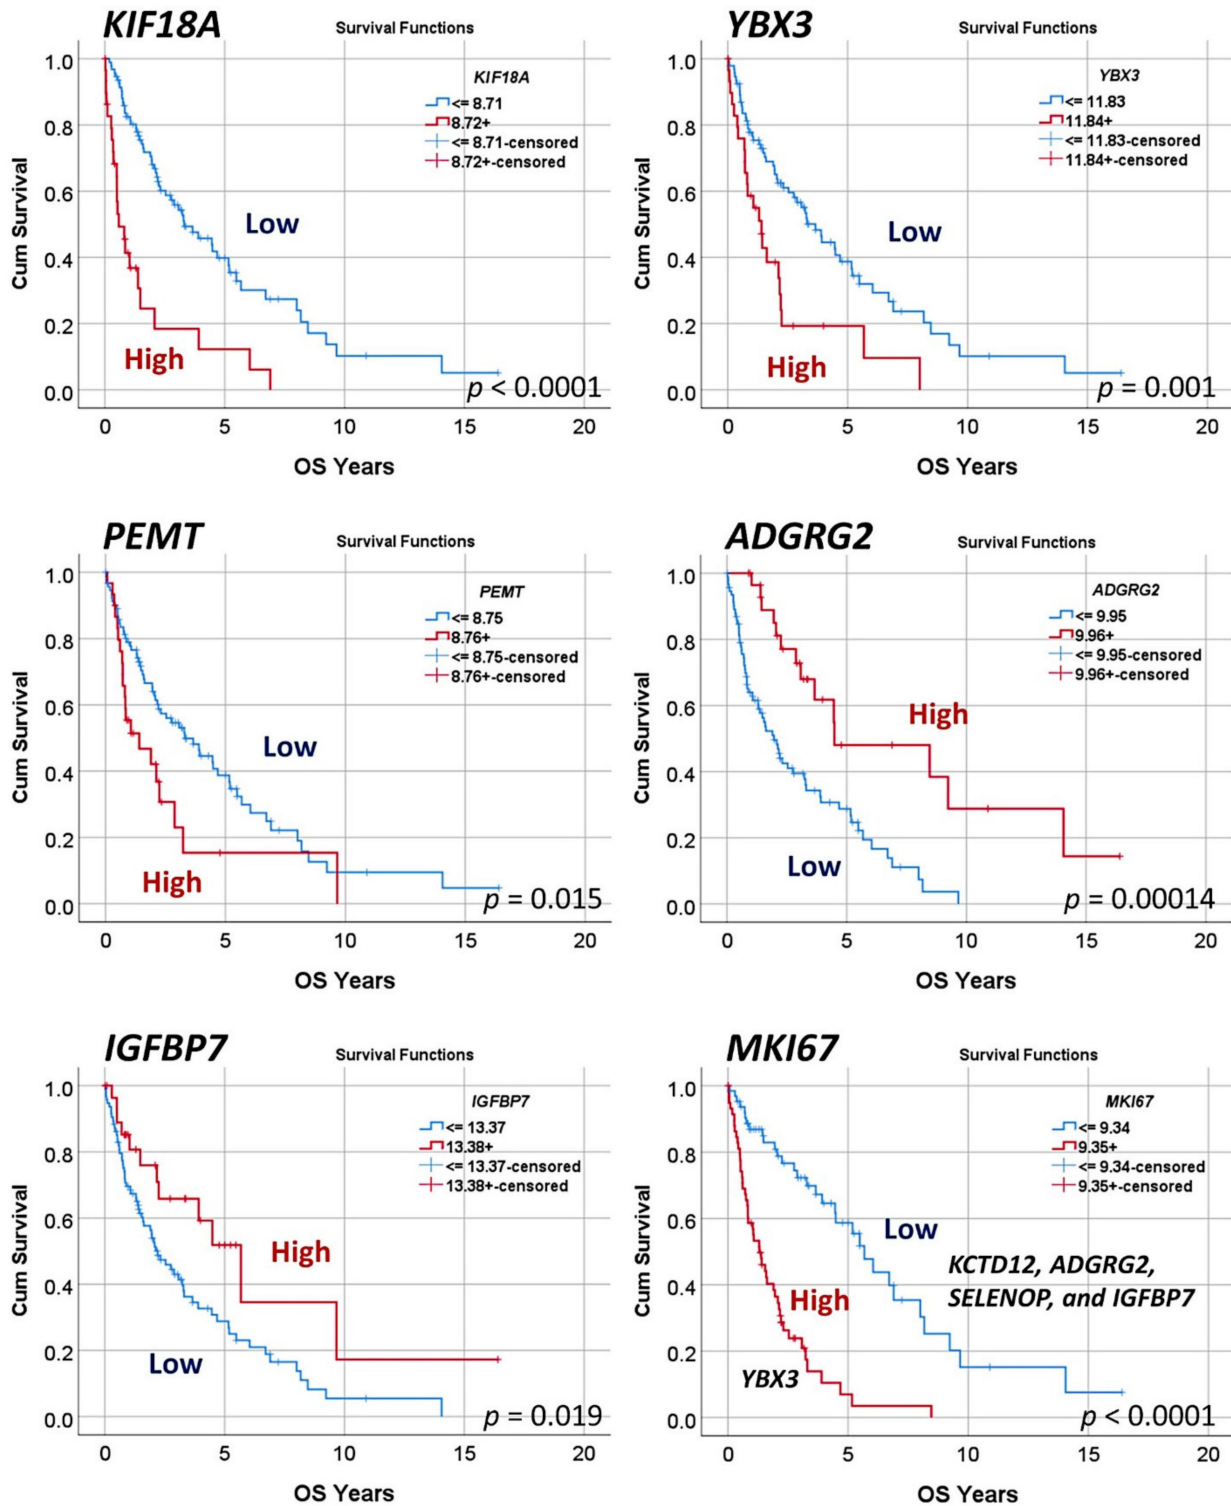 KIF18A
Survival Functions
1.0
0.8
0.6
0.4
0.2
0.0
Cum Survival
KIF18A
<= 8.71
8.72+
<= 8.71-censored
8.72+-censored
Low
High
p < 0.0001
0 5 10 15 20
OS Years
YBX3
Survival Functions
1.0
0.8
0.6
0.4
0.2
0.0
Cum Survival
YBX3
<= 11.83
11.84+
<= 11.83-censored
11.84+-censored
Low
High
p = 0.001
0 5 10 15 20
OS Years
PEMT
Survival Functions
1.0
0.8
0.6
0.4
0.2
0.0
Cum Survival
PEMT
<= 8.75
8.76+
<= 8.75-censored
8.76+-censored
Low
High
p = 0.015
0 5 10 15 20
OS Years
ADGRG2
Survival Functions
1.0
0.8
0.6
0.4
0.2
0.0
Cum Survival
ADGRG2
<= 9.95
9.96+
<= 9.95-censored
9.96+-censored
High
Low
p = 0.00014
0 5 10 15 20
OS Years
IGFBP7
Survival Functions
1.0
0.8
0.6
0.4
0.2
0.0
Cum Survival
IGFBP7
<= 13.37
13.38+
<= 13.37-censored
13.38+-censored
High
Low
p = 0.019
0 5 10 15 20
OS Years
MKI67
Survival Functions
1.0
0.8
0.6
0.4
0.2
0.0
Cum Survival
MKI67
<= 9.34
9.35+
<= 9.34-censored
9.35+-censored
Low
KCTD12, ADGRG2,
SELENOP, and IGFBP7
High
YBX3
p < 0.0001
0 5 10 15 20
OS Years